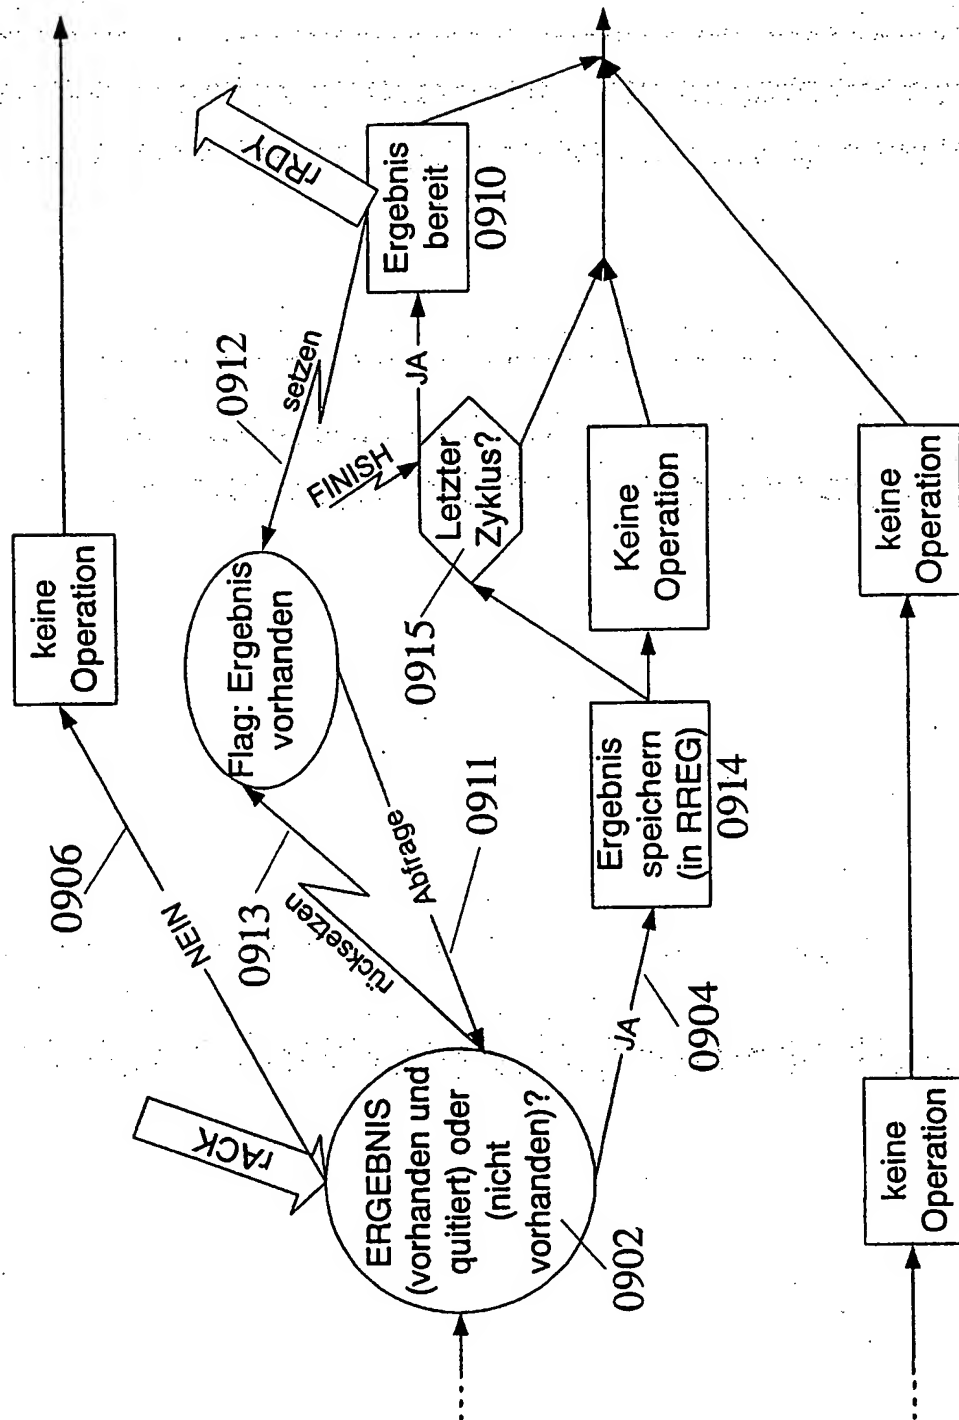 rACK
ERGEBNIS
(vorhanden und
quitiert) oder
(nicht
vorhanden)?
0902
NEIN
0906
keine
Operation
rücksetzen
0913
Flag: Ergebnis
vorhanden
Abfrage
0911
setzen
0912
JA
0904
Ergebnis
speichern
(in RREG)
0914
FINISH
Letzter
Zyklus?
0915
JA
Ergebnis
bereit
0910
rRDY
Keine
Operation
keine
Operation
keine
Operation